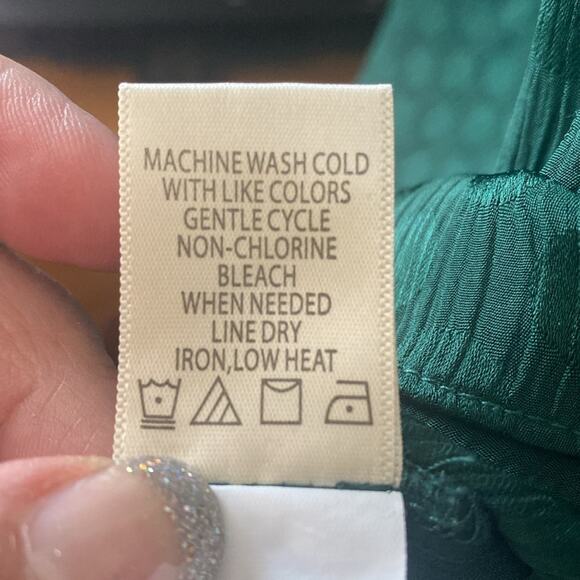 MACHINE WASH COLD
WITH LIKE COLORS
GENTLE CYCLE
NON-CHLORINE
BLEACH
WHEN NEEDED
LINE DRY
IRON,LOW HEAT